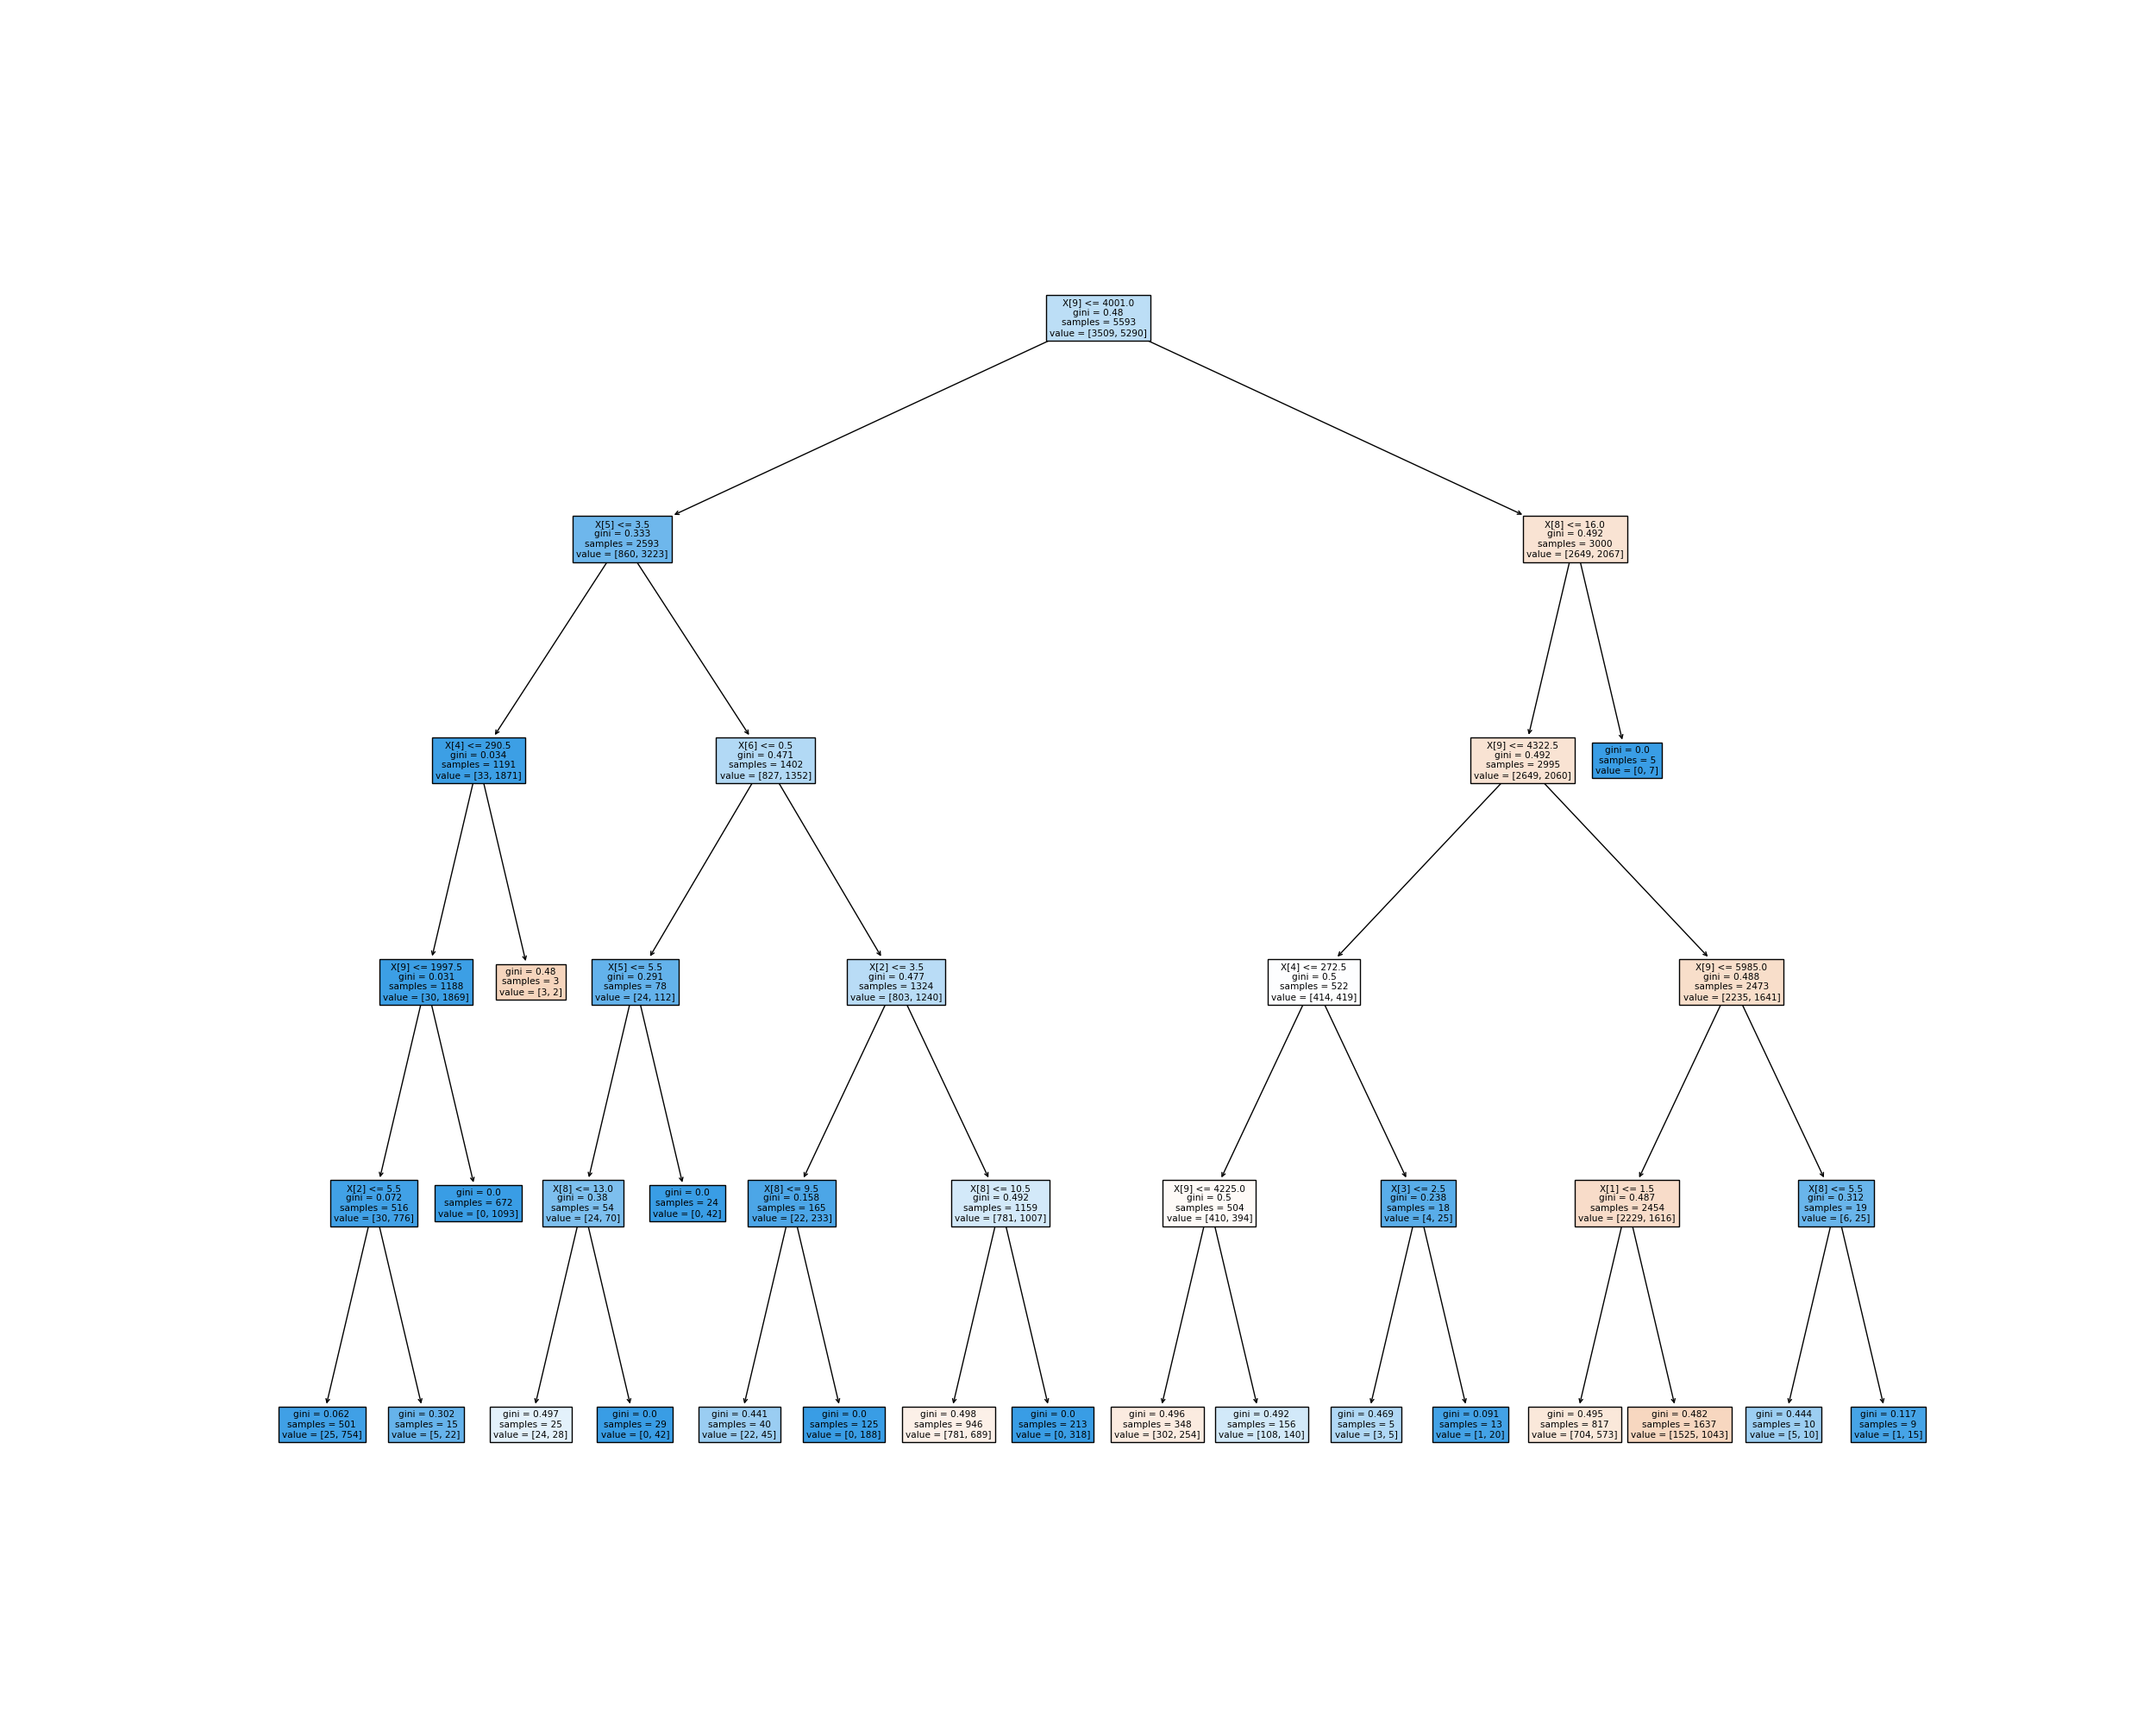 X[9] <= 4001.0
gini = 0.48
samples = 5593
value = [3509, 5290]
X[5] <= 3.5
gini = 0.333
samples = 2593
value = [860, 3223]
X[8] <= 16.0
gini = 0.492
samples = 3000
value = [2649, 2067]
X[4] <= 290.5
gini = 0.034
samples = 1191
value = [33, 1871]
X[6] <= 0.5
gini = 0.471
samples = 1402
value = [827, 1352]
X[9] <= 4322.5
gini = 0.492
samples = 2995
value = [2649, 2060]
gini = 0.0
samples = 5
value = [0, 7]
X[9] <= 1997.5
gini = 0.031
samples = 1188
value = [30, 1869]
gini = 0.48
samples = 3
value = [3, 2]
X[5] <= 5.5
gini = 0.291
samples = 78
value = [24, 112]
X[2] <= 3.5
gini = 0.477
samples = 1324
value = [803, 1240]
X[4] <= 272.5
gini = 0.5
samples = 522
value = [414, 419]
X[9] <= 5985.0
gini = 0.488
samples = 2473
value = [2235, 1641]
X[2] <= 5.5
gini = 0.072
samples = 516
value = [30, 776]
gini = 0.0
samples = 672
value = [0, 1093]
X[8] <= 13.0
gini = 0.38
samples = 54
value = [24, 70]
gini = 0.0
samples = 24
value = [0, 42]
X[8] <= 9.5
gini = 0.158
samples = 165
value = [22, 233]
X[8] <= 10.5
gini = 0.492
samples = 1159
value = [781, 1007]
X[9] <= 4225.0
gini = 0.5
samples = 504
value = [410, 394]
X[3] <= 2.5
gini = 0.238
samples = 18
value = [4, 25]
X[1] <= 1.5
gini = 0.487
samples = 2454
value = [2229, 1616]
X[8] <= 5.5
gini = 0.312
samples = 19
value = [6, 25]
gini = 0.062
samples = 501
value = [25, 754]
gini = 0.302
samples = 15
value = [5, 22]
gini = 0.497
samples = 25
value = [24, 28]
gini = 0.0
samples = 29
value = [0, 42]
gini = 0.441
samples = 40
value = [22, 45]
gini = 0.0
samples = 125
value = [0, 188]
gini = 0.498
samples = 946
value = [781, 689]
gini = 0.0
samples = 213
value = [0, 318]
gini = 0.496
samples = 348
value = [302, 254]
gini = 0.492
samples = 156
value = [108, 140]
gini = 0.469
samples = 5
value = [3, 5]
gini = 0.091
samples = 13
value = [1, 20]
gini = 0.495
samples = 817
value = [704, 573]
gini = 0.482
samples = 1637
value = [1525, 1043]
gini = 0.444
samples = 10
value = [5, 10]
gini = 0.117
samples = 9
value = [1, 15]